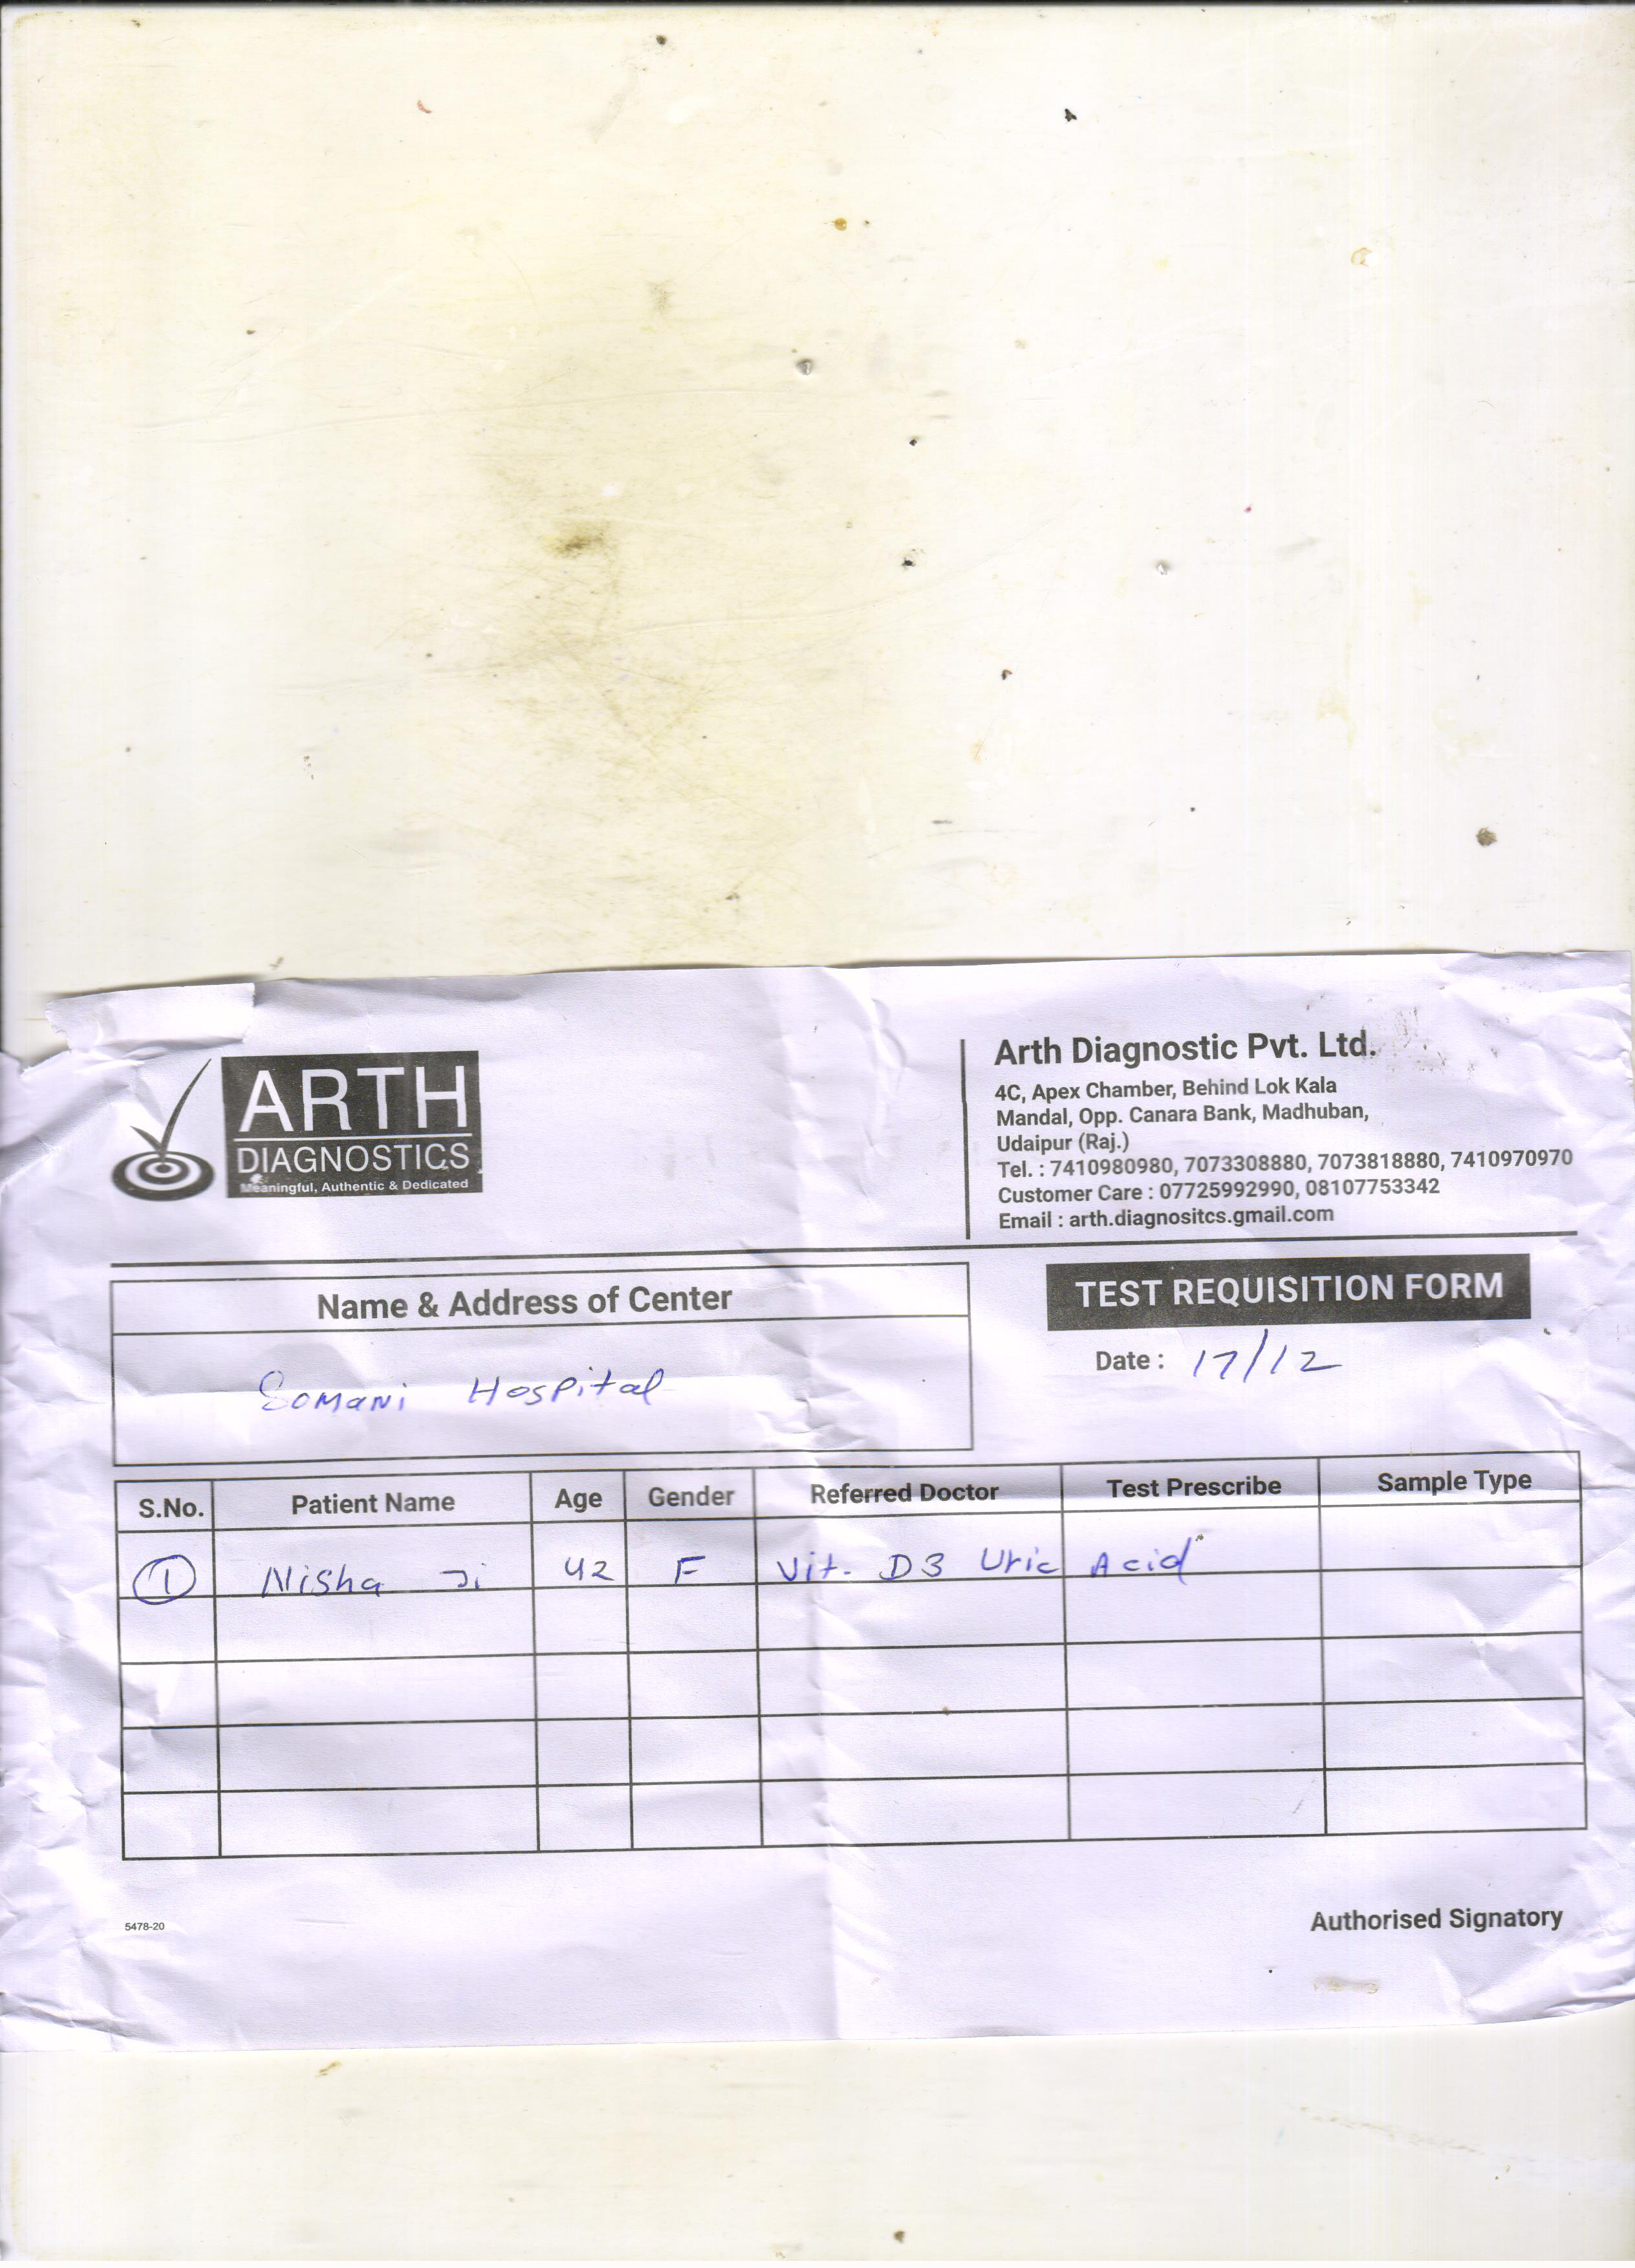 ARTH
DIAGNOSTICS
Meaningful, Authentic & Dedicated
Arth Diagnostic Pvt. Ltd.
4C, Apex Chamber, Behind Lok Kala
Mandal, Opp. Canara Bank, Madhuban,
Udaipur (Raj.)
Tel. : 7410980980, 7073308880, 7073818880, 7410970970
Customer Care : 07725992990, 08107753342
Email : arth.diagnositcs.gmail.com
Name & Address of Center
Somani Hospital
TEST REQUISITION FORM
Date : 17/12
S.No. Patient Name Age Gender Referred Doctor Test Prescribe Sample Type
1 Nisha Ji 42 F Vit. D3 Uric Acid
5478-20
Authorised Signatory